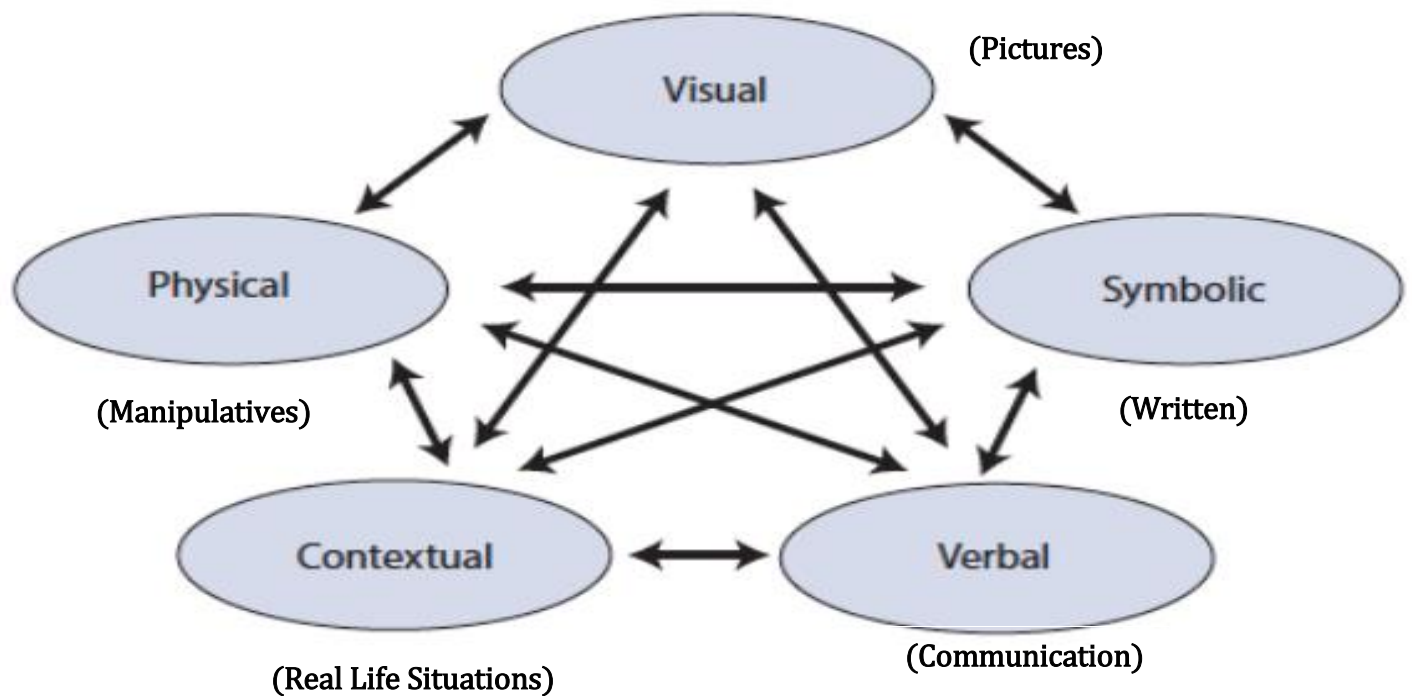 Visual
(Pictures)
Physical
(Manipulatives)
Symbolic
(Written)
Contextual
(Real Life Situations)
Verbal
(Communication)